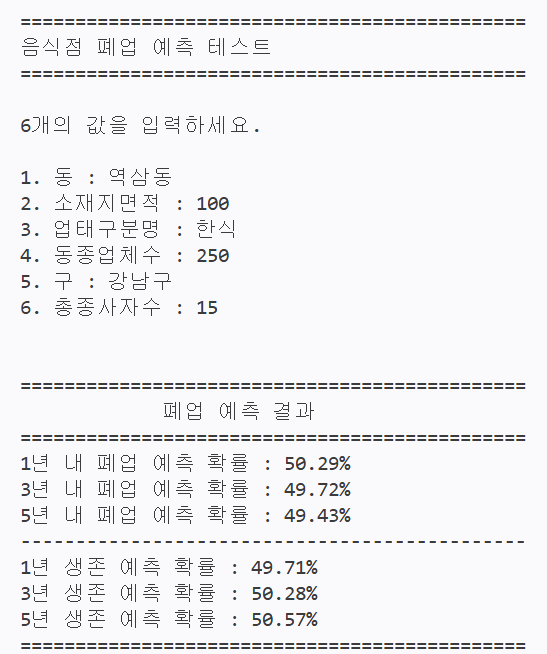 ==============================================
음식점 폐업 예측 테스트
==============================================
6개의 값을 입력하세요.
1. 동 : 역삼동
2. 소재지면적 : 100
3. 업태구분명 : 한식
4. 동종업체수 : 250
5. 구 : 강남구
6. 총종사자수 : 15
==============================================
폐업 예측 결과
==============================================
1년 내 폐업 예측 확률 : 50.29%
3년 내 폐업 예측 확률 : 49.72%
5년 내 폐업 예측 확률 : 49.43%
----------------------------------------------
1년 생존 예측 확률 : 49.71%
3년 생존 예측 확률 : 50.28%
5년 생존 예측 확률 : 50.57%
==============================================